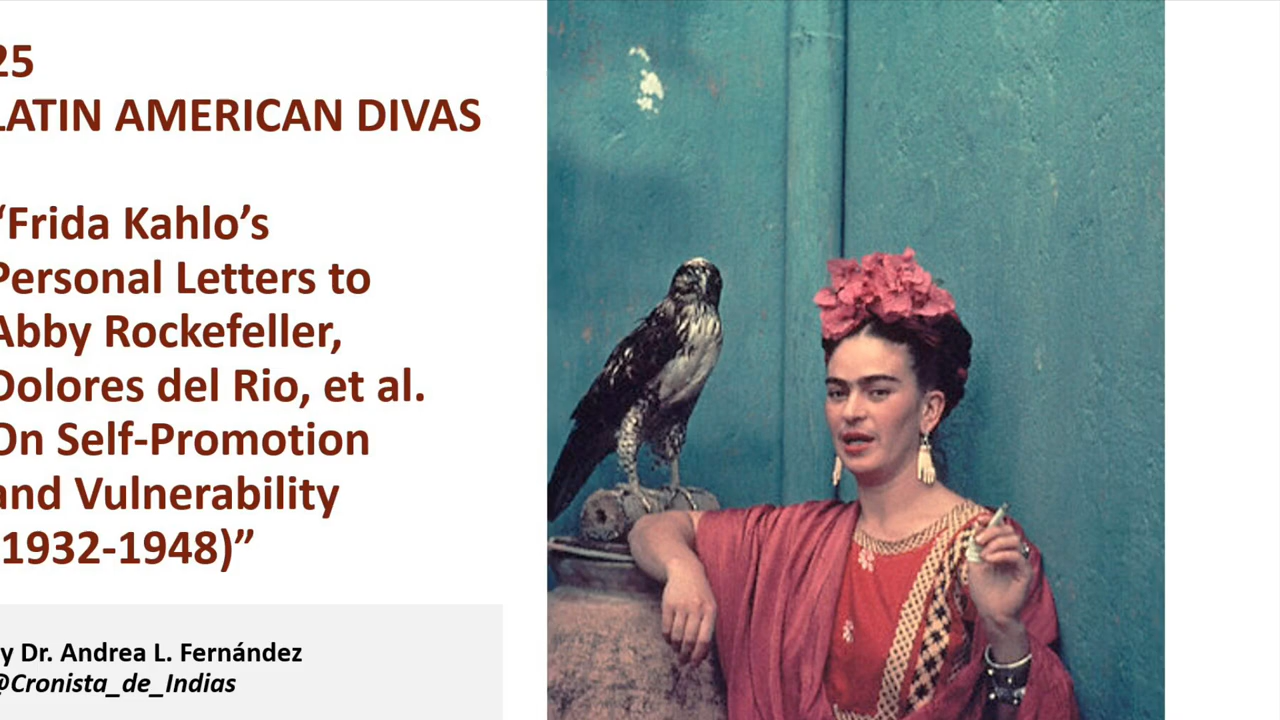 25
LATIN AMERICAN DIVAS
“Frida Kahlo’s
Personal Letters to
Abby Rockefeller,
Dolores del Rio, et al.
On Self-Promotion
and Vulnerability
(1932-1948)”
y Dr. Andrea L. Fernández
@Cronista_de_Indias